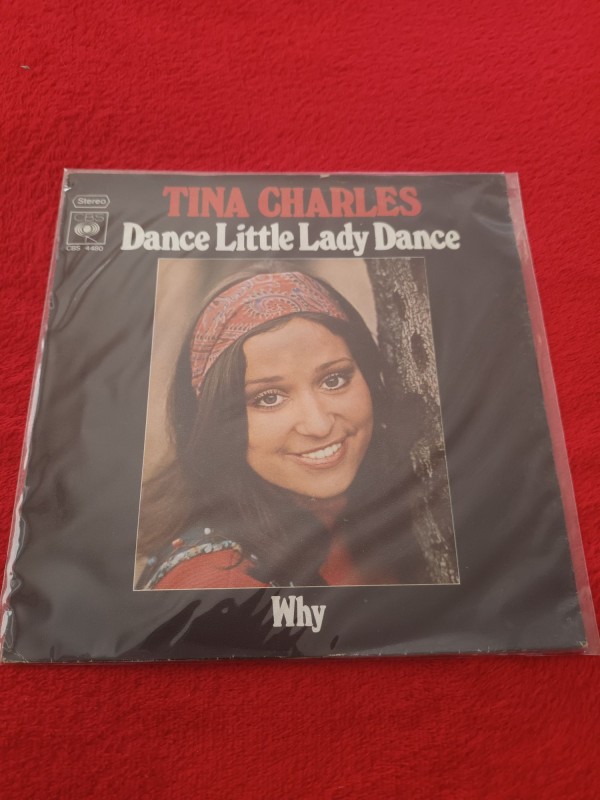 Stereo
TINA CHARLES
CBS
CBS 4480
Dance Little Lady Dance
Why